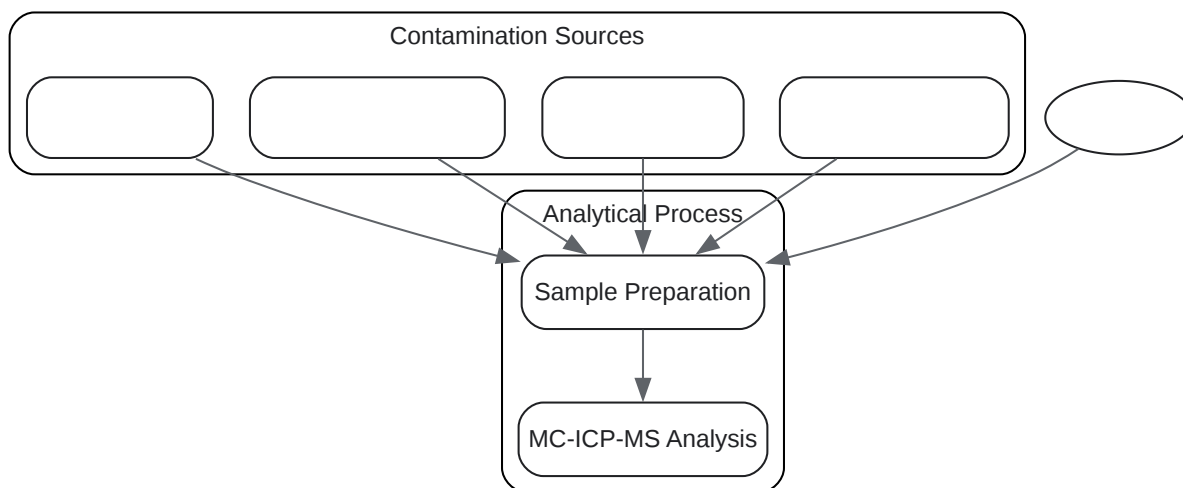 Contamination Sources
Analytical Process
Sample Preparation
MC-ICP-MS Analysis